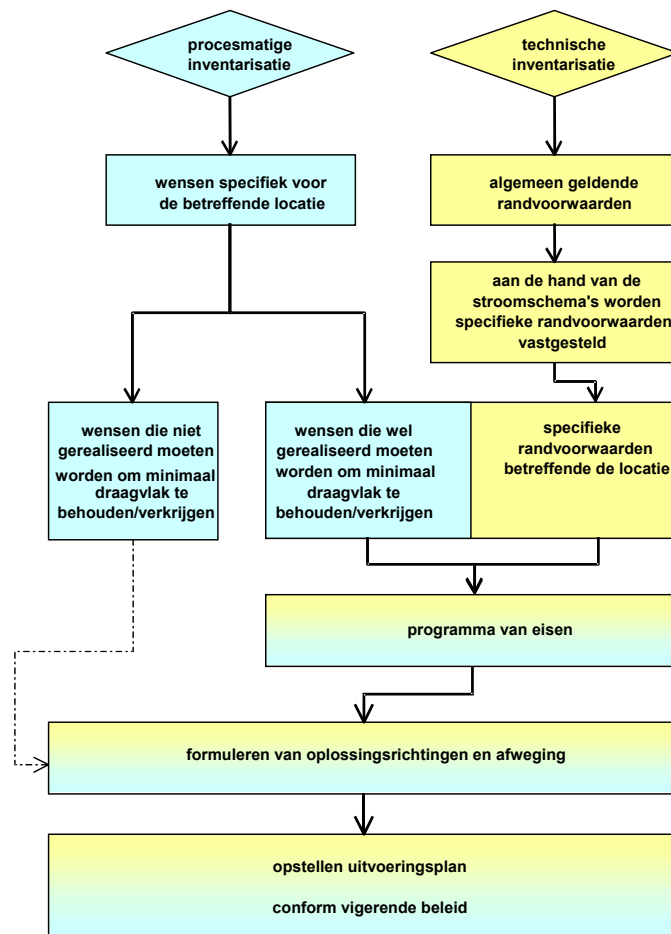 procesmatige
inventarisatie
technische
inventarisatie
wensen specifiek voor
de betreffende locatie
algemeen geldende
randvoorwaarden
aan de hand van de
stroomschema's worden
specifieke randvoorwaarden
vastgesteld
wensen die niet
gerealiseerd moeten
worden om minimaal
draagvlak te
behouden/verkrijgen
wensen die wel
gerealiseerd moeten
worden om minimaal
draagvlak te
behouden/verkrijgen
specifieke
randvoorwaarden
betreffende de locatie
programma van eisen
formuleren van oplossingsrichtingen en afweging
opstellen uitvoeringsplan
conform vigerende beleid